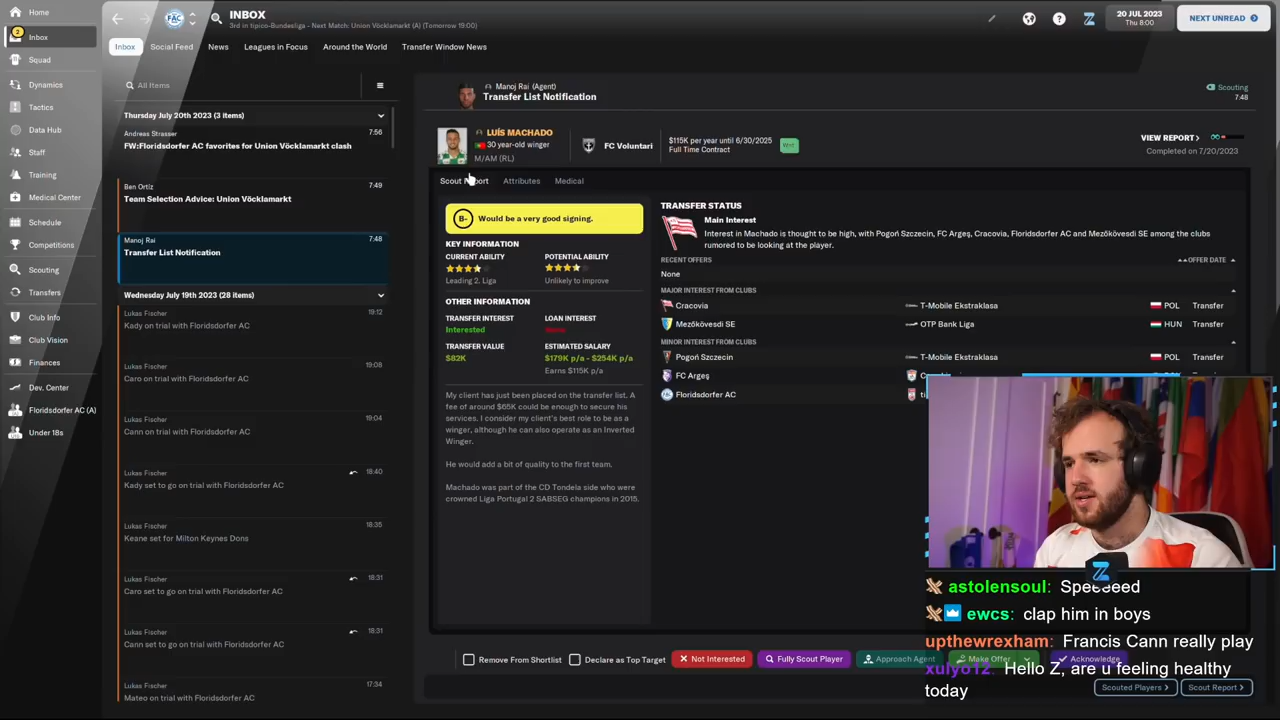 Home
INBOX
3rd in tipico-Bundesliga - Next Match: Union Vöcklamarkt (A) (Tomorrow 19:00)
20 JUL 2023
Thu 8:00
NEXT UNREAD
2
Inbox
Squad
Dynamics
Tactics
Data Hub
Staff
Training
Medical Center
Schedule
Competitions
Scouting
Transfers
Club Info
Club Vision
Finances
Dev. Center
Floridsdorfer AC (A)
Under 18s
Inbox
Social Feed
News
Leagues in Focus
Around the World
Transfer Window News
All Items
Thursday July 20th 2023 (3 items)
Andreas Strasser
7:56
FW:Floridsdorfer AC favorites for Union Vöcklamarkt clash
Ben Ortiz
7:49
Team Selection Advice: Union Vöcklamarkt
Manoj Rai
7:48
Transfer List Notification
Wednesday July 19th 2023 (28 items)
Lukas Fischer
19:12
Kady on trial with Floridsdorfer AC
Lukas Fischer
19:08
Caro on trial with Floridsdorfer AC
Lukas Fischer
19:04
Cann on trial with Floridsdorfer AC
Lukas Fischer
18:40
Kady set to go on trial with Floridsdorfer AC
Lukas Fischer
18:35
Keane set for Milton Keynes Dons
Lukas Fischer
18:31
Caro set to go on trial with Floridsdorfer AC
Lukas Fischer
18:31
Cann set to go on trial with Floridsdorfer AC
Lukas Fischer
17:34
Mateo on trial with Floridsdorfer AC
Manoj Rai (Agent)
Transfer List Notification
Scouting
7:48
LUÍS MACHADO
30 year-old winger
M/AM (RL)
FC Voluntari
$115K per year until 6/30/2025
Full Time Contract
Wnt
VIEW REPORT >
Completed on 7/20/2023
Scout Report
Attributes
Medical
B-
Would be a very good signing.
KEY INFORMATION
CURRENT ABILITY
POTENTIAL ABILITY
Leading 2. Liga
Unlikely to improve
OTHER INFORMATION
TRANSFER INTEREST
LOAN INTEREST
Interested
None
TRANSFER VALUE
ESTIMATED SALARY
$82K
$179K p/a - $254K p/a
Earns $115K p/a
My client has just been placed on the transfer list. A
fee of around $65K could be enough to secure his
services. I consider my client's best role to be as a
winger, although he can also operate as an Inverted
Winger.
He would add a bit of quality to the first team.
Machado was part of the CD Tondela side who were
crowned Liga Portugal 2 SABSEG champions in 2015.
TRANSFER STATUS
Main Interest
Interest in Machado is thought to be high, with Pogoń Szczecin, FC Argeş, Cracovia, Floridsdorfer AC and Mezőkövesdi SE among the clubs
rumored to be looking at the player.
RECENT OFFERS
OFFER DATE
None
MAJOR INTEREST FROM CLUBS
Cracovia
T-Mobile Ekstraklasa
POL
Transfer
Mezőkövesdi SE
OTP Bank Liga
HUN
Transfer
MINOR INTEREST FROM CLUBS
Pogoń Szczecin
T-Mobile Ekstraklasa
POL
Transfer
FC Argeş
Floridsdorfer AC
Remove From Shortlist
Declare as Top Target
Not Interested
Fully Scout Player
Approach Agent
Make Offer
Acknowledge
Scouted Players >
Scout Report >
astolensoul: Speeseed
ewcs: clap him in boys
upthewrexham: Francis Cann really play
xulyo12: Hello Z, are u feeling healthy
today